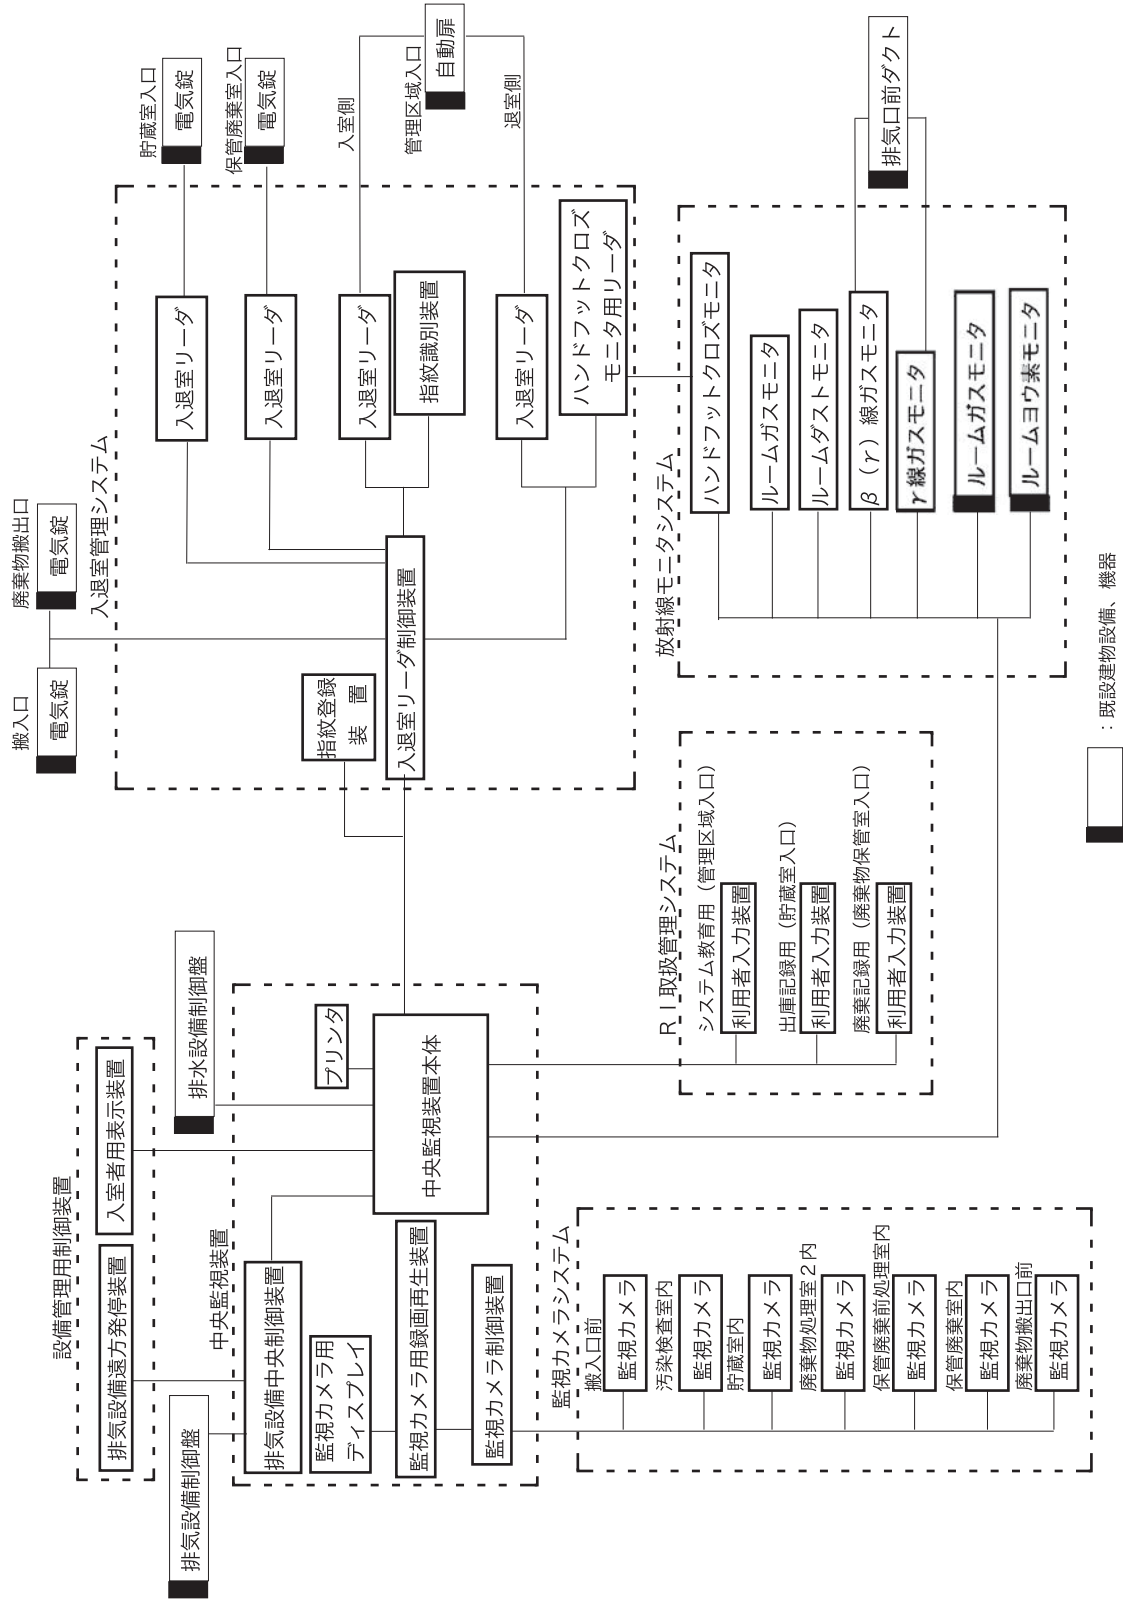 設備管理用制御装置
排気設備遠方発停装置
入室者用表示装置
排気設備制御盤
排水設備制御盤
中央監視装置
排気設備中央制御装置
監視カメラ用
ディスプレイ
監視カメラ用録画再生装置
監視カメラ制御装置
プリンタ
中央監視装置本体
監視カメラシステム
搬入口前
監視カメラ
汚染検査室内
監視カメラ
貯蔵室内
監視カメラ
廃棄物処理室2内
監視カメラ
保管廃棄前処理室内
監視カメラ
保管廃棄室内
監視カメラ
廃棄物搬出口前
監視カメラ
RI取扱管理システム
システム教育用(管理区域入口)
利用者入力装置
出庫記録用(貯蔵室入口)
利用者入力装置
廃棄記録用(廃棄物保管室入口)
利用者入力装置
搬入口
電気錠
廃棄物搬出口
電気錠
入退室管理システム
指紋登録
装 置
入退室リーダ制御装置
入退室リーダ
入退室リーダ
入退室リーダ
指紋識別装置
入退室リーダ
ハンドフットクロズ
モニタ用リーダ
貯蔵室入口
電気錠
保管廃棄室入口
電気錠
入室側
管理区域入口
自動扉
退室側
放射線モニタシステム
ハンドフットクロズモニタ
ルームガスモニタ
ルームダストモニタ
β(γ)線ガスモニタ
γ線ガスモニタ
ルームガスモニタ
ルームヨウ素モニタ
排気口前ダクト
:既設建物設備、機器